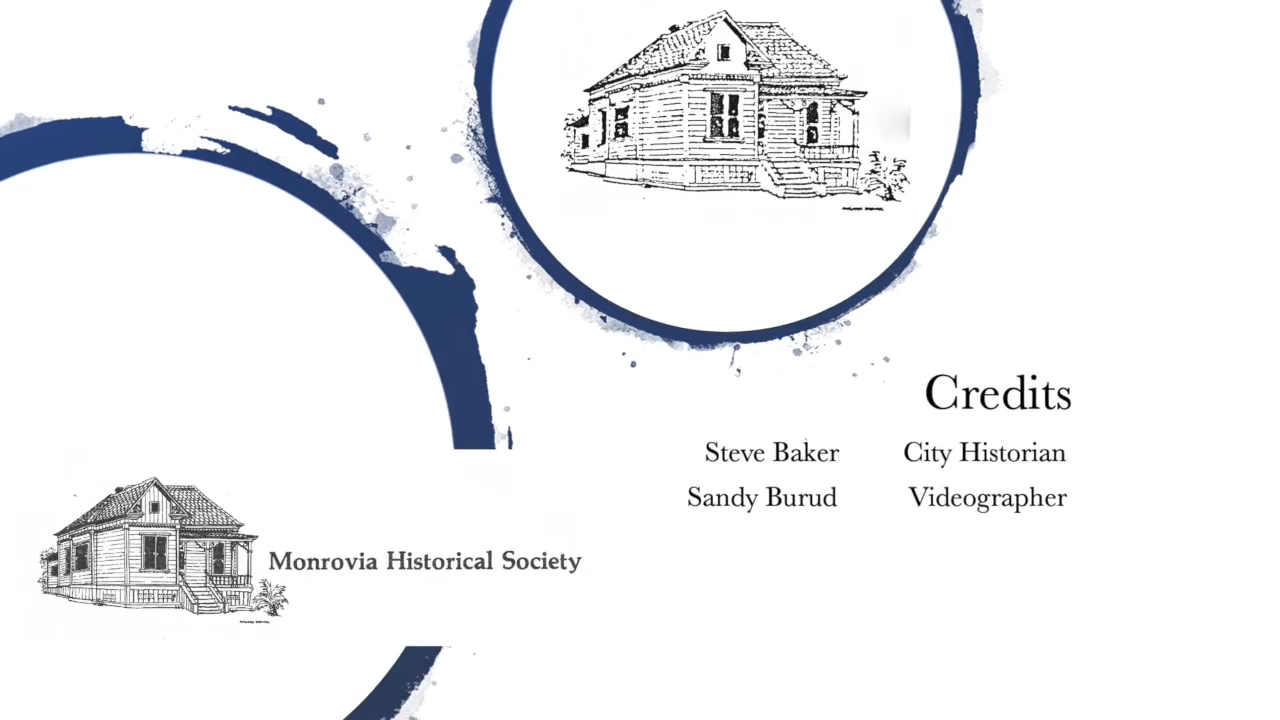 Credits
Steve Baker City Historian
Sandy Burud Videographer
Monrovia Historical Society